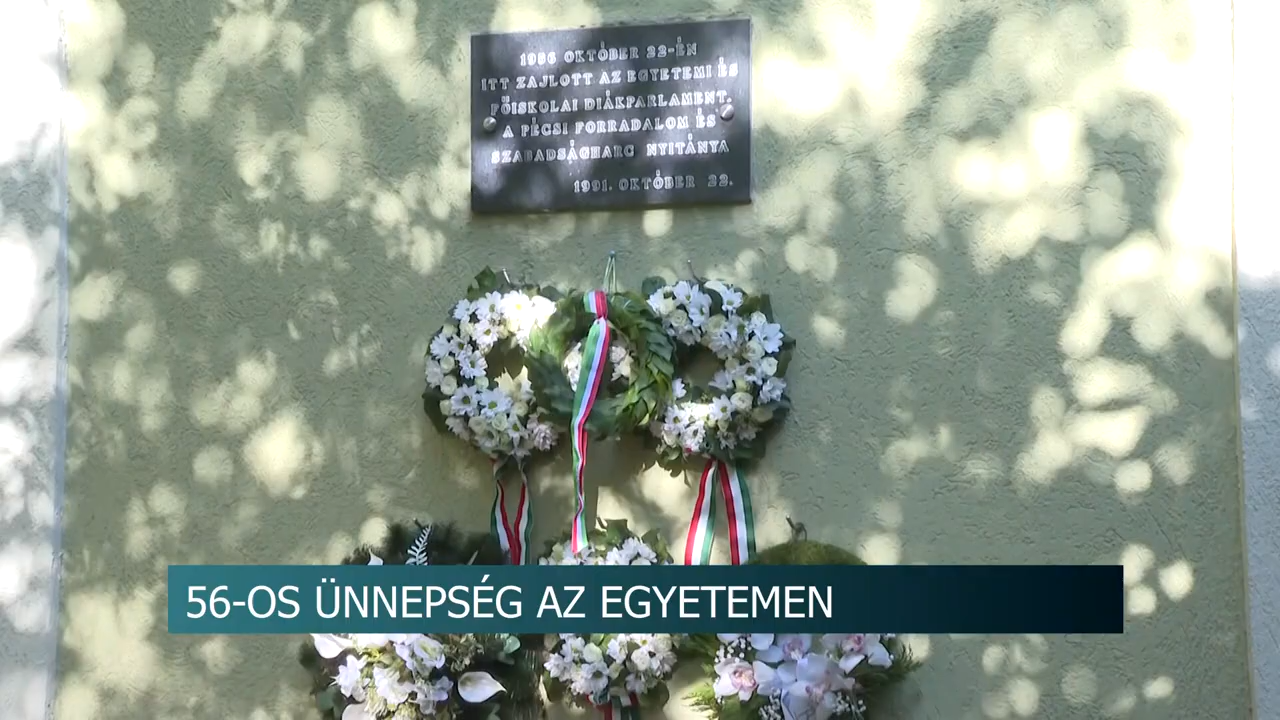 1956 OKTÓBER 22-ÉN
ITT ZAJLOTT AZ EGYETEMI ÉS
FŐISKOLAI DIÁKPARLAMENT.
A PÉCSI FORRADALOM ÉS
SZABADSÁGHARC NYITÁNYA
1991. OKTÓBER 22.
56-OS ÜNNEPSÉG AZ EGYETEMEN